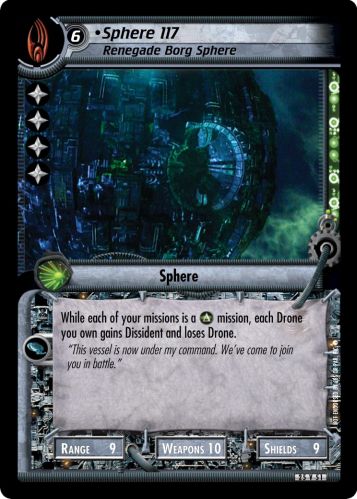 6
•Sphere 117
Renegade Borg Sphere
Sphere
While each of your missions is a mission, each Drone
you own gains Dissident and loses Drone.
"This vessel is now under my command. We've come to join
you in battle."
RANGE 9
WEAPONS 10
SHIELDS 9
25 V 51